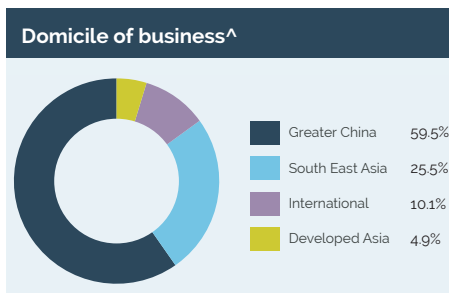 Domicile of business^
Greater China 59.5%
South East Asia 25.5%
International 10.1%
Developed Asia 4.9%